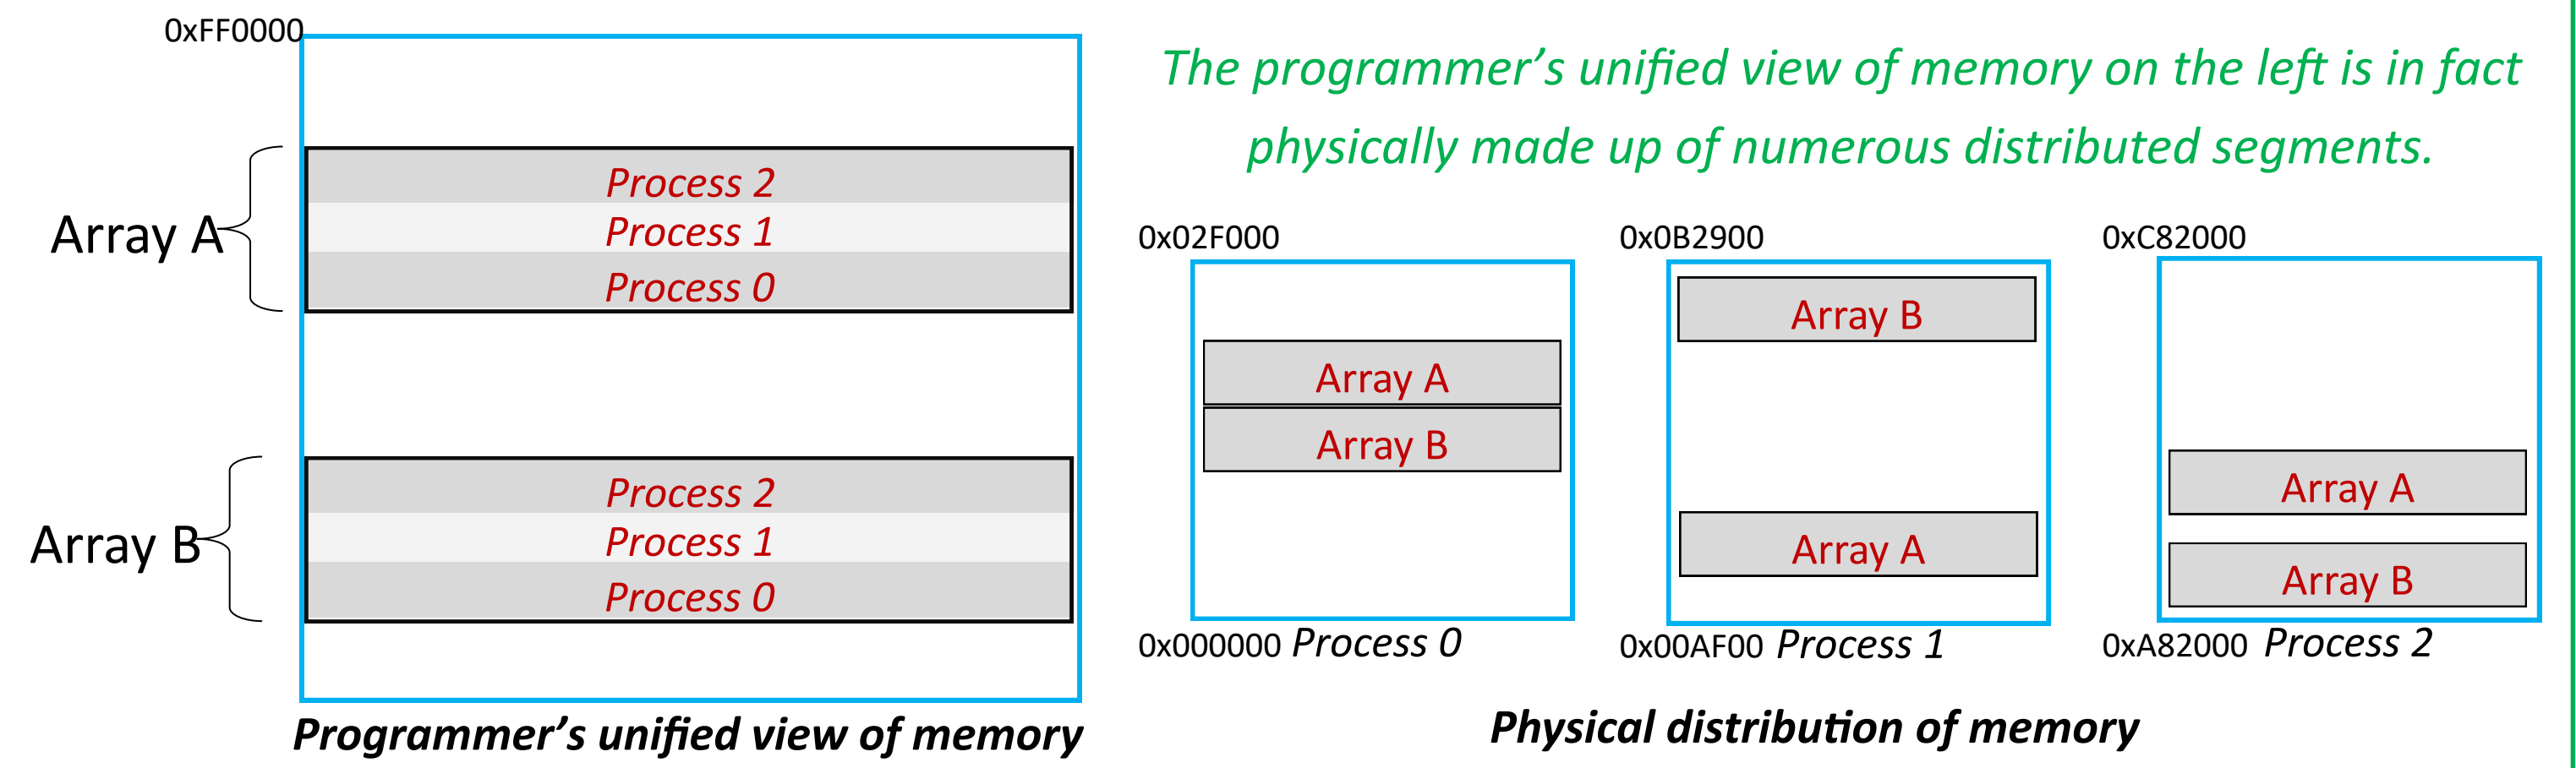 0xFF0000
Array A
Process 2
Process 1
Process 0
Array B
Process 2
Process 1
Process 0
Programmer’s unified view of memory
The programmer’s unified view of memory on the left is in fact
physically made up of numerous distributed segments.
0x02F000
Array A
Array B
0x000000 Process 0
0x0B2900
Array B
Array A
0x00AF00 Process 1
0xC82000
Array A
Array B
0xA82000 Process 2
Physical distribution of memory